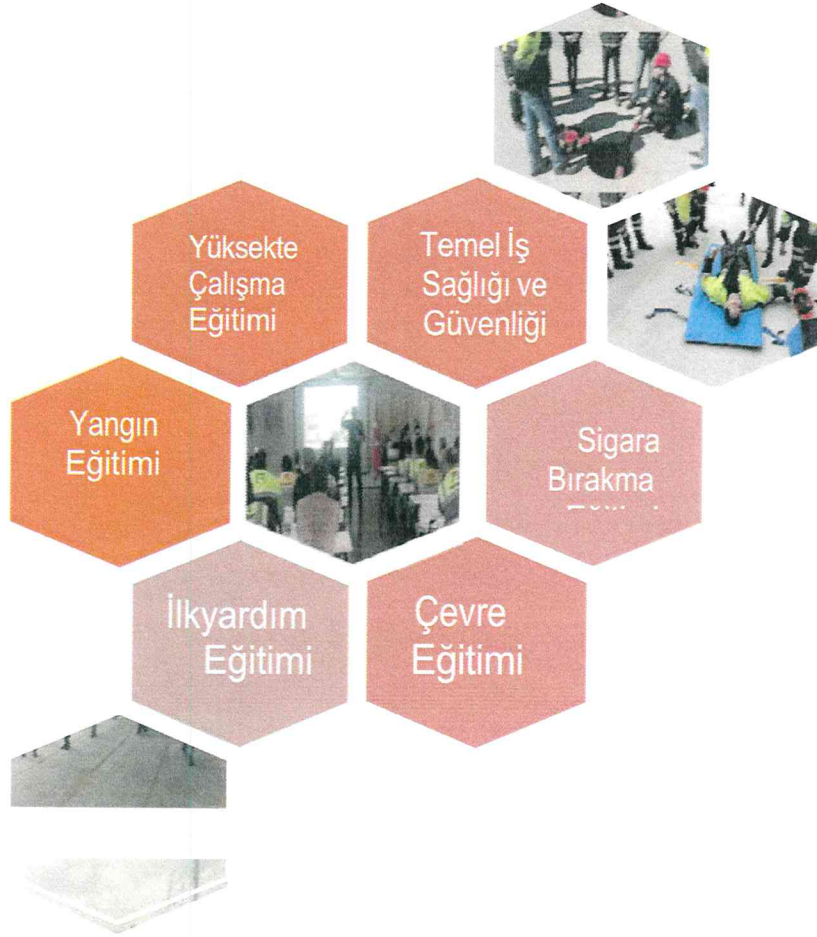 Yüksekte
Çalışma
Eğitimi
Temel İş
Sağlığı ve
Güvenliği
Yangın
Eğitimi
Sigara
Bırakma
İlkyardım
Eğitimi
Çevre
Eğitimi